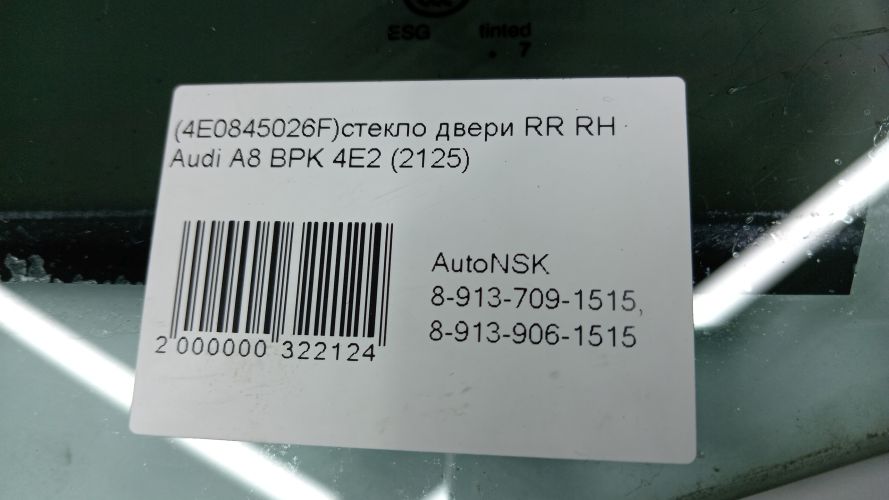 ESG tinted
. 7
(4E0845026F)стекло двери RR RH
Audi A8 BPK 4E2 (2125)
AutoNSK
8-913-709-1515,
8-913-906-1515
2 000000 322124